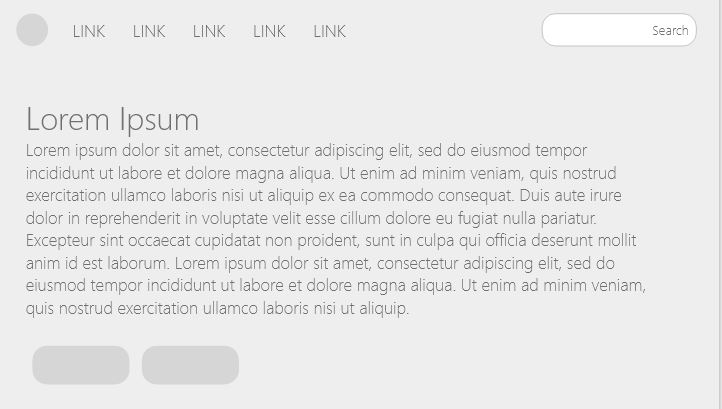 LINK LINK LINK LINK LINK Search
Lorem Ipsum
Lorem ipsum dolor sit amet, consectetur adipiscing elit, sed do eiusmod tempor
incididunt ut labore et dolore magna aliqua. Ut enim ad minim veniam, quis nostrud
exercitation ullamco laboris nisi ut aliquip ex ea commodo consequat. Duis aute irure
dolor in reprehenderit in voluptate velit esse cillum dolore eu fugiat nulla pariatur.
Excepteur sint occaecat cupidatat non proident, sunt in culpa qui officia deserunt mollit
anim id est laborum. Lorem ipsum dolor sit amet, consectetur adipiscing elit, sed do
eiusmod tempor incididunt ut labore et dolore magna aliqua. Ut enim ad minim veniam,
quis nostrud exercitation ullamco laboris nisi ut aliquip.